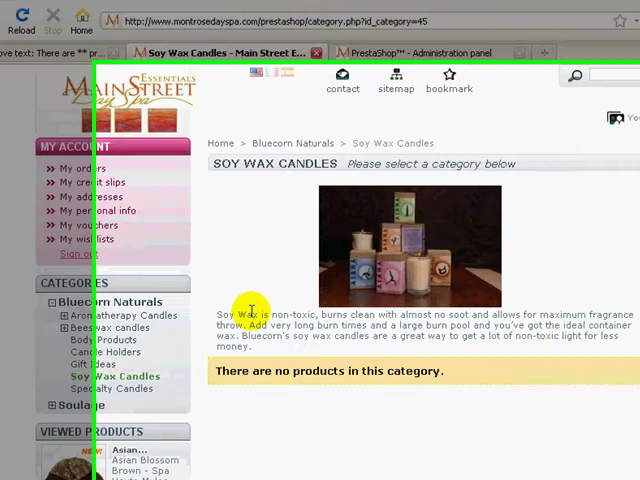 http://www.montrosedayspa.com/prestashop/category.php?id_category=45
Reload Stop Home
ove text: There are ** pr... Soy Wax Candles - Main Street E... PrestaShop™ - Administration panel
ESSENTIALS
MAINSTREET
Day Spa
contact sitemap bookmark
You
Home > Bluecorn Naturals > Soy Wax Candles
SOY WAX CANDLES Please select a category below
MY ACCOUNT
My orders
My credit slips
My addresses
My personal info
My vouchers
My wishlists
Sign out
CATEGORIES
Bluecorn Naturals
Aromatherapy Candles
Beeswax candles
Body Products
Candle Holders
Gift Ideas
Soy Wax Candles
Specialty Candles
Soulage
VIEWED PRODUCTS
Asian...
Asian Blossom
Brown - Spa
Soy Wax is non-toxic, burns clean with almost no soot and allows for maximum fragrance
throw. Add very long burn times and a large burn pool and you've got the ideal container
wax. Bluecorn's soy wax candles are a great way to get a lot of non-toxic light for less
money.
There are no products in this category.